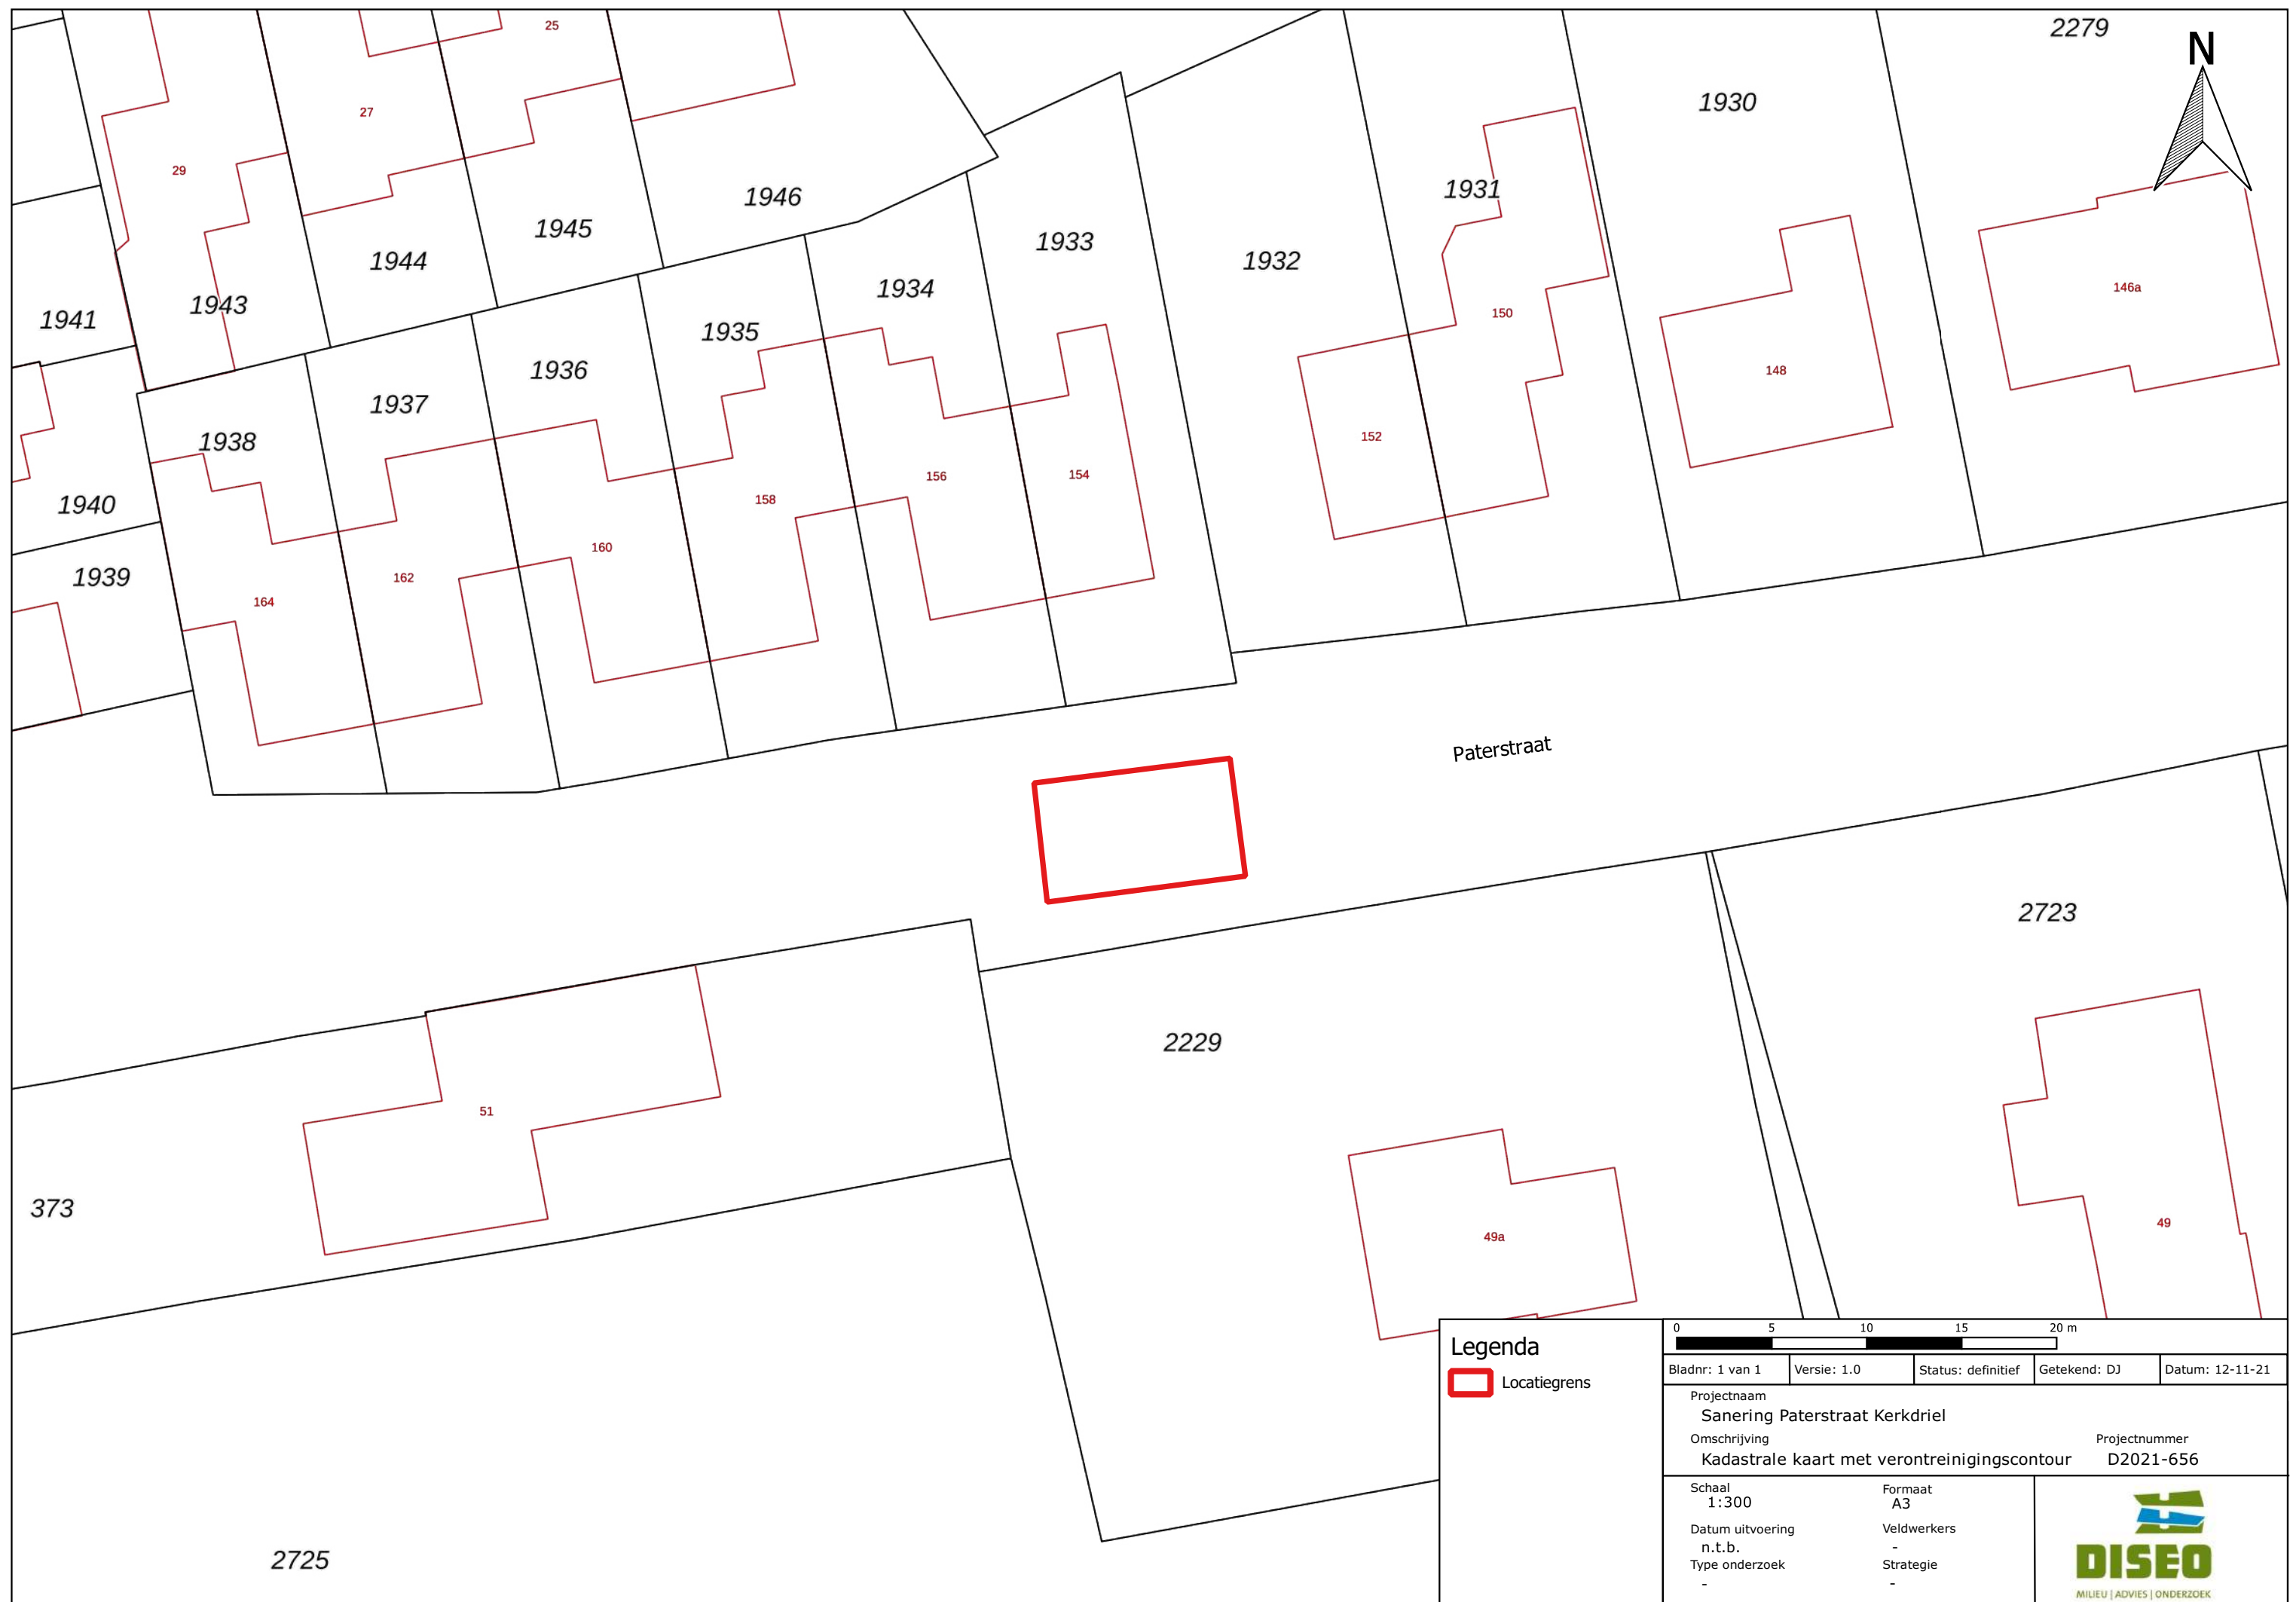 25
2279
N
1930
27
29
1931
1946
1945
1933
1944
1932
1934
146a
1943
150
1941
1935
1936
148
1937
1938
152
154
156
158
1940
160
1939
162
164
Paterstraat
2723
2229
51
373
49
49a
2725
Legenda
Locatiegrens
0 5 10 15 20 m
Bladnr: 1 van 1 Versie: 1.0 Status: definitief Getekend: DJ Datum: 12-11-21
Projectnaam
Sanering Paterstraat Kerkdriel
Omschrijving Projectnummer
Kadastrale kaart met verontreinigingscontour D2021-656
Schaal Formaat
1:300 A3
Datum uitvoering Veldwerkers
n.t.b. -
Type onderzoek Strategie
- -
DISEO
MILIEU | ADVIES | ONDERZOEK